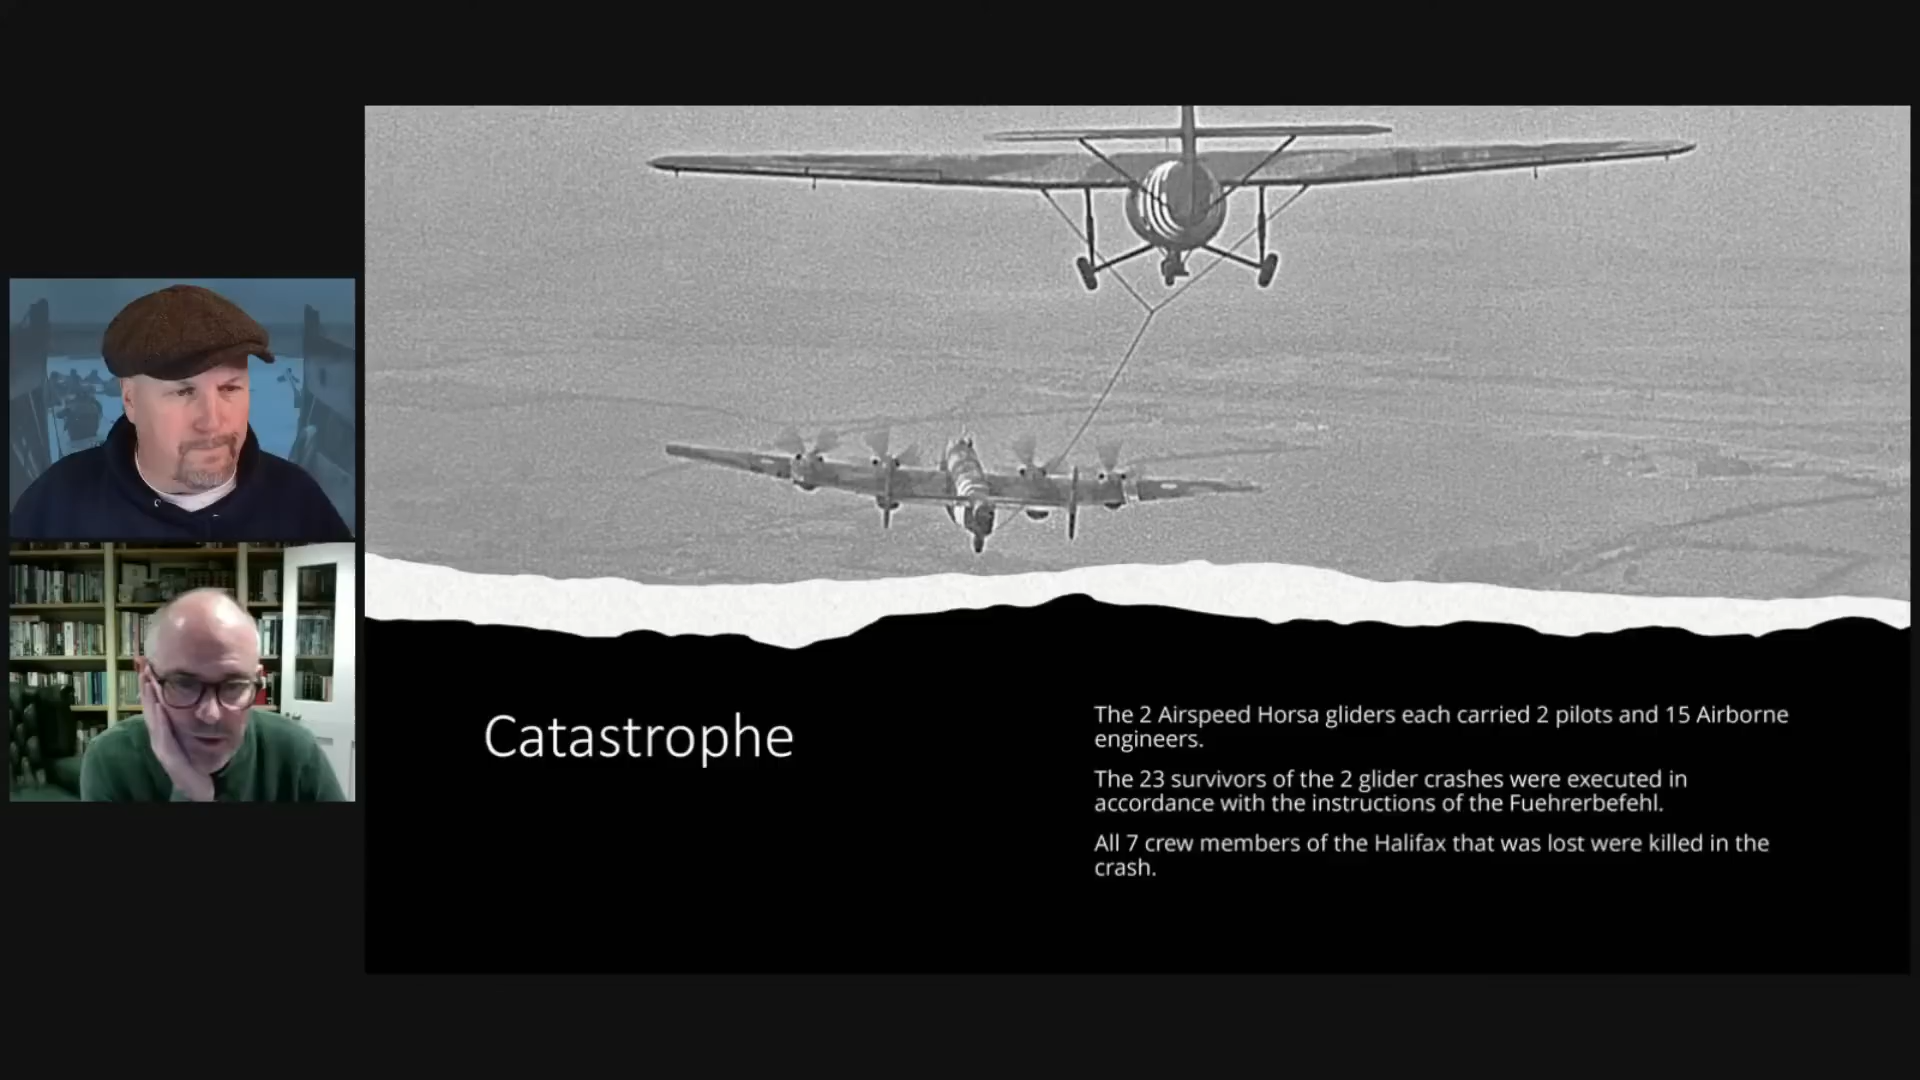 Catastrophe
The 2 Airspeed Horsa gliders each carried 2 pilots and 15 Airborne
engineers.
The 23 survivors of the 2 glider crashes were executed in
accordance with the instructions of the Fuehrerbefehl.
All 7 crew members of the Halifax that was lost were killed in the
crash.